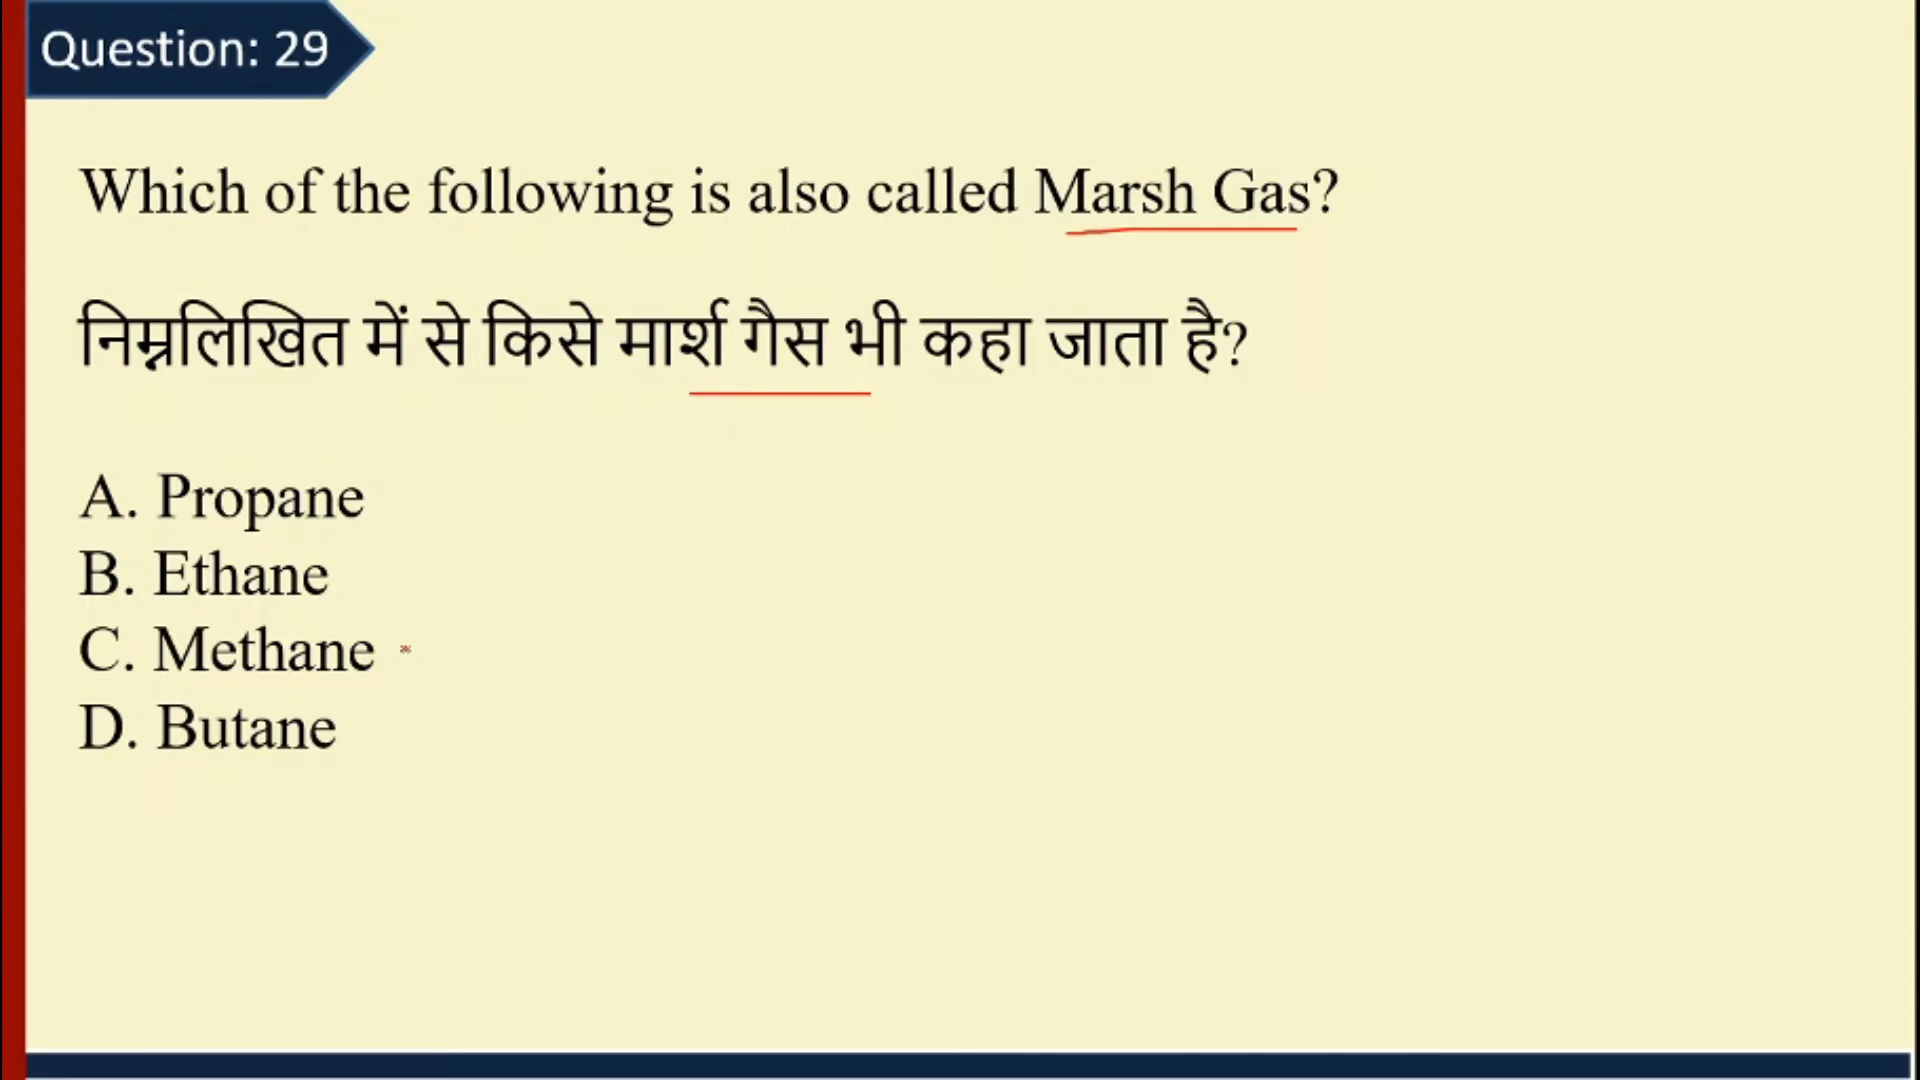 Question: 29
Which of the following is also called Marsh Gas?
निम्नलिखित में से किसे मार्श गैस भी कहा जाता है?
A. Propane
B. Ethane
C. Methane
D. Butane